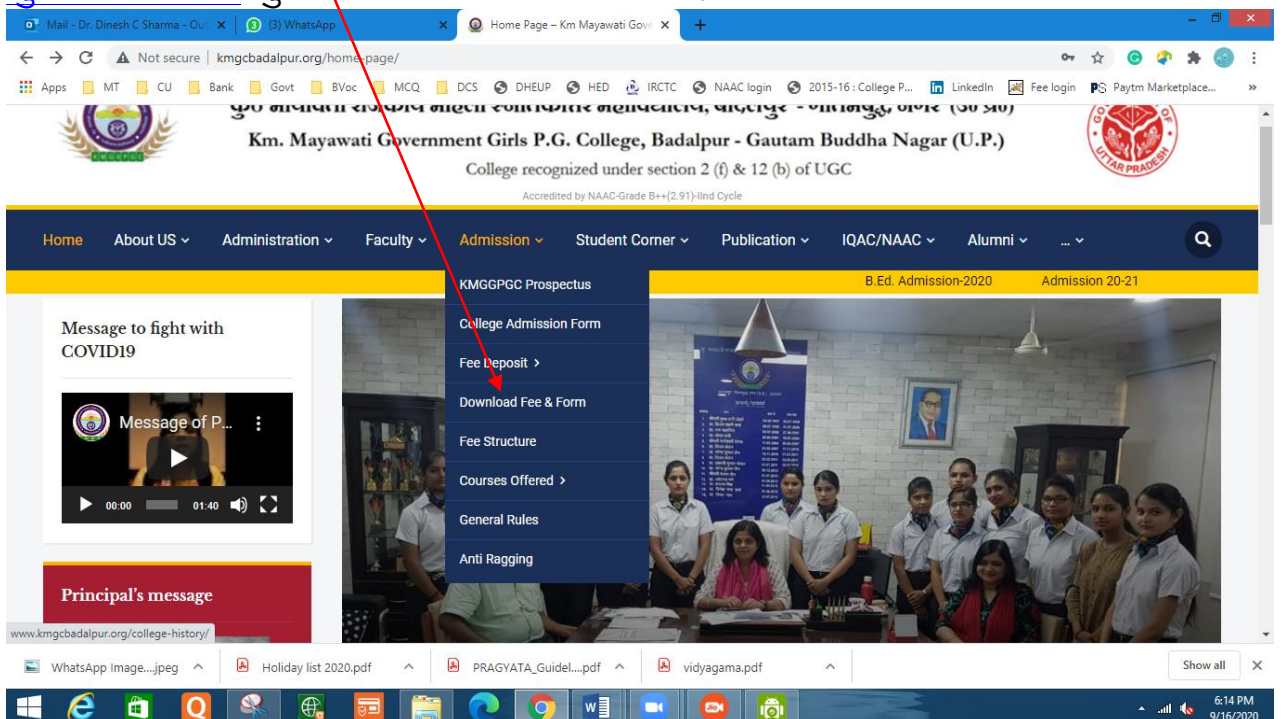 Mail - Dr. Dinesh C Sharma - Out
(3) WhatsApp
Home Page – Km Mayawati Gove
Not secure
kmgcbadalpur.org/home-page/
Apps
MT
CU
Bank
Govt
BVoc
MCQ
DCS
DHEUP
HED
IRCTC
NAAC login
2015-16 : College P...
LinkedIn
Fee login
Paytm Marketplace...
»
Km. Mayawati Government Girls P.G. College, Badalpur - Gautam Buddha Nagar (U.P.)
College recognized under section 2 (f) & 12 (b) of UGC
Accredited by NAAC-Grade B++(2.91)-IInd Cycle
Home
About US
Administration
Faculty
Admission
Student Corner
Publication
IQAC/NAAC
Alumni
...
B.Ed. Admission-2020
Admission 20-21
KMGGPGC Prospectus
College Admission Form
Fee Deposit >
Download Fee & Form
Fee Structure
Courses Offered >
General Rules
Anti Ragging
Message to fight with
COVID19
Message of P...
00:00
01:40
Principal's message
www.kmgcbadalpur.org/college-history/
WhatsApp Image....jpeg
Holiday list 2020.pdf
PRAGYATA_Guidel....pdf
vidyagama.pdf
Show all
6:14 PM
9/16/2020